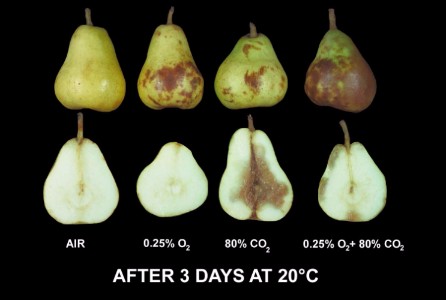 AIR 0.25% O₂ 80% CO₂ 0.25% O₂+ 80% CO₂
AFTER 3 DAYS AT 20°C